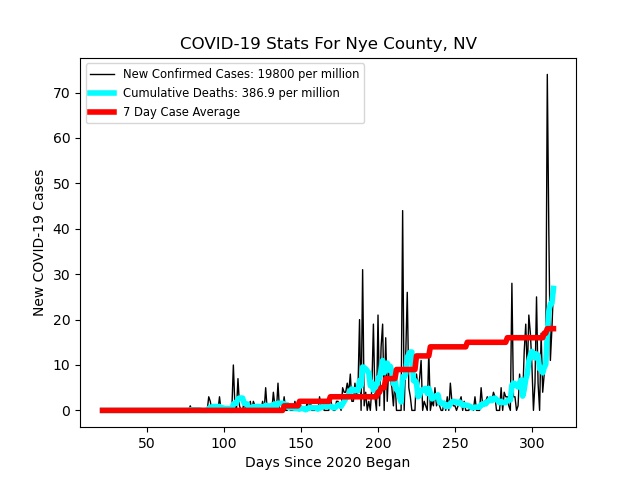 COVID-19 Stats For Nye County, NV
New Confirmed Cases: 19800 per million
Cumulative Deaths: 386.9 per million
7 Day Case Average
70
60
50
40
30
20
10
0
New COVID-19 Cases
50 100 150 200 250 300
Days Since 2020 Began